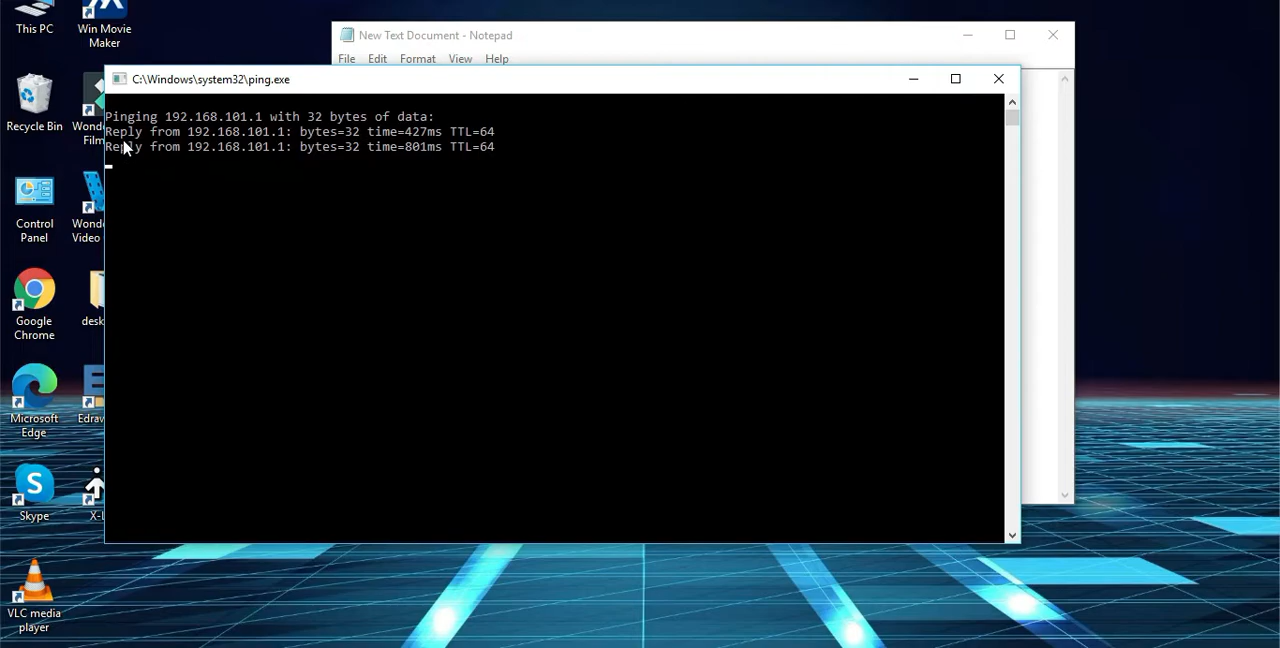 This PC
Win Movie
Maker
Recycle Bin
Control
Panel
Google
Chrome
Microsoft
Edge
Skype
VLC media
player
New Text Document - Notepad
File Edit Format View Help
C:\Windows\system32\ping.exe
Pinging 192.168.101.1 with 32 bytes of data:
Reply from 192.168.101.1: bytes=32 time=427ms TTL=64
Reply from 192.168.101.1: bytes=32 time=801ms TTL=64